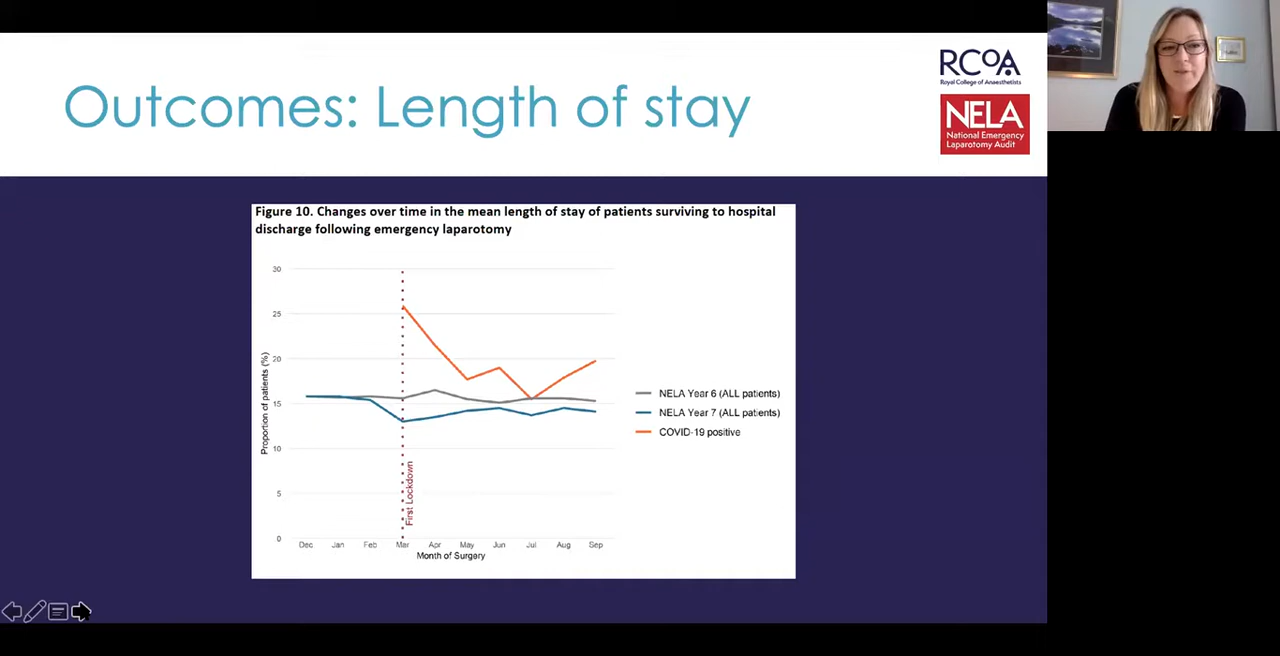 Outcomes: Length of stay
RCoA
Royal College of Anaesthetists
NELA
National Emergency
Laparotomy Audit
Figure 10. Changes over time in the mean length of stay of patients surviving to hospital
discharge following emergency laparotomy
30
25
20
15
10
5
0
Proportion of patients (%)
First Lockdown
Dec Jan Feb Mar Apr May Jun Jul Aug Sep
Month of Surgery
NELA Year 6 (ALL patients)
NELA Year 7 (ALL patients)
COVID-19 positive